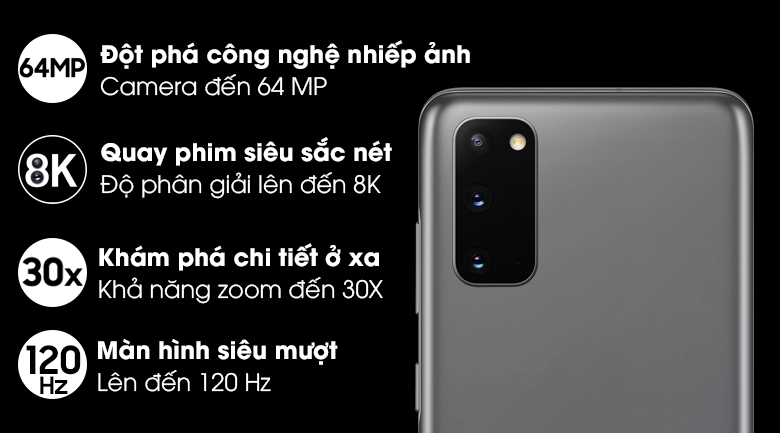 64MP
Đột phá công nghệ nhiếp ảnh
Camera đến 64 MP
8K
Quay phim siêu sắc nét
Độ phân giải lên đến 8K
30x
Khám phá chi tiết ở xa
Khả năng zoom đến 30X
120
Hz
Màn hình siêu mượt
Lên đến 120 Hz